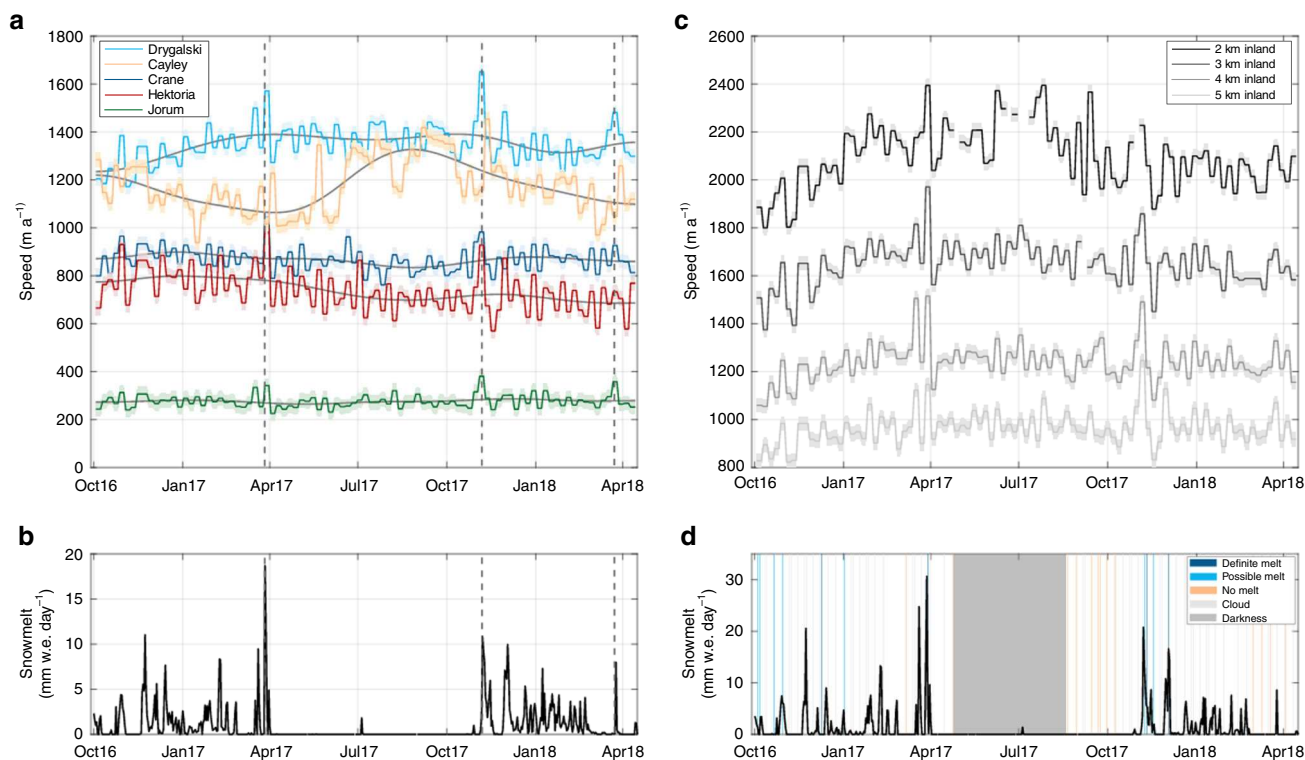 a
1800
1600
1400
1200
1000
800
600
400
200
0
Speed (m a⁻¹)
Drygalski
Cayley
Crane
Hektoria
Jorum
Oct16 Jan17 Apr17 Jul17 Oct17 Jan18 Apr18
c
2600
2400
2200
2000
1800
1600
1400
1200
1000
800
Speed (m a⁻¹)
2 km inland
3 km inland
4 km inland
5 km inland
Oct16 Jan17 Apr17 Jul17 Oct17 Jan18 Apr18
b
20
15
10
5
0
Snowmelt
(mm w.e. day⁻¹)
Oct16 Jan17 Apr17 Jul17 Oct17 Jan18 Apr18
d
30
20
10
0
Snowmelt
(mm w.e. day⁻¹)
Definite melt
Possible melt
No melt
Cloud
Darkness
Oct16 Jan17 Apr17 Jul17 Oct17 Jan18 Apr18